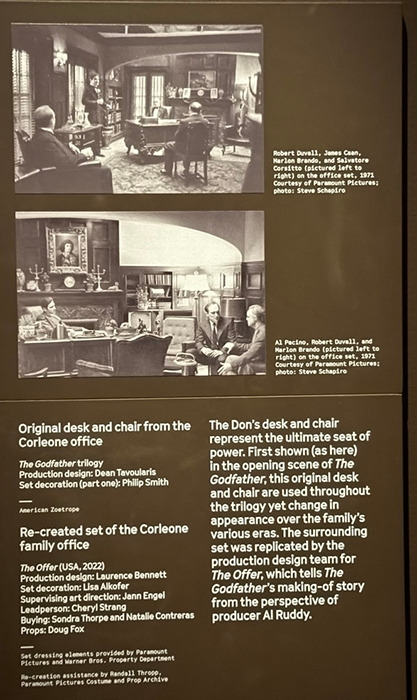 Robert Duvall, James Caan,
Marlon Brando, and Salvatore
Corsitto (pictured left to
right) on the office set, 1971
Courtesy of Paramount Pictures;
photo: Steve Schapiro
Al Pacino, Robert Duvall, and
Marlon Brando (pictured left to
right) on the office set, 1971
Courtesy of Paramount Pictures;
photo: Steve Schapiro
Original desk and chair from the
Corleone office
The Godfather trilogy
Production design: Dean Tavoularis
Set decoration (part one): Philip Smith
American Zoetrope
Re-created set of the Corleone
family office
The Offer (USA, 2022)
Production design: Laurence Bennett
Set decoration: Lisa Alkofer
Supervising art direction: Jann Engel
Leadperson: Cheryl Strang
Buying: Sondra Thorpe and Natalie Contreras
Props: Doug Fox
Set dressing elements provided by Paramount
Pictures and Warner Bros. Property Department
Re-creation assistance by Randall Thropp,
Paramount Pictures Costume and Prop Archive
The Don's desk and chair
represent the ultimate seat of
power. First shown (as here)
in the opening scene of The
Godfather, this original desk
and chair are used throughout
the trilogy yet change in
appearance over the family's
various eras. The surrounding
set was replicated by the
production design team for
The Offer, which tells The
Godfather's making-of story
from the perspective of
producer Al Ruddy.